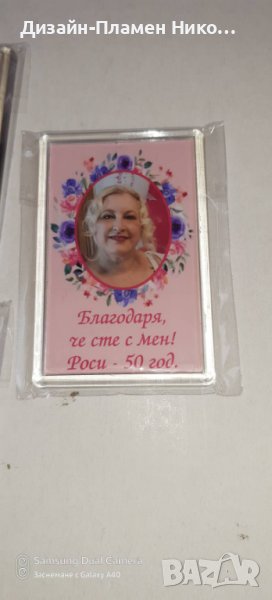 Дизайн-Пламен Нико...
Благодаря,
че сте с мен!
Роси - 50 год.
Samsung Dual Camera
Заснемане с Galaxy A40
BAZAR